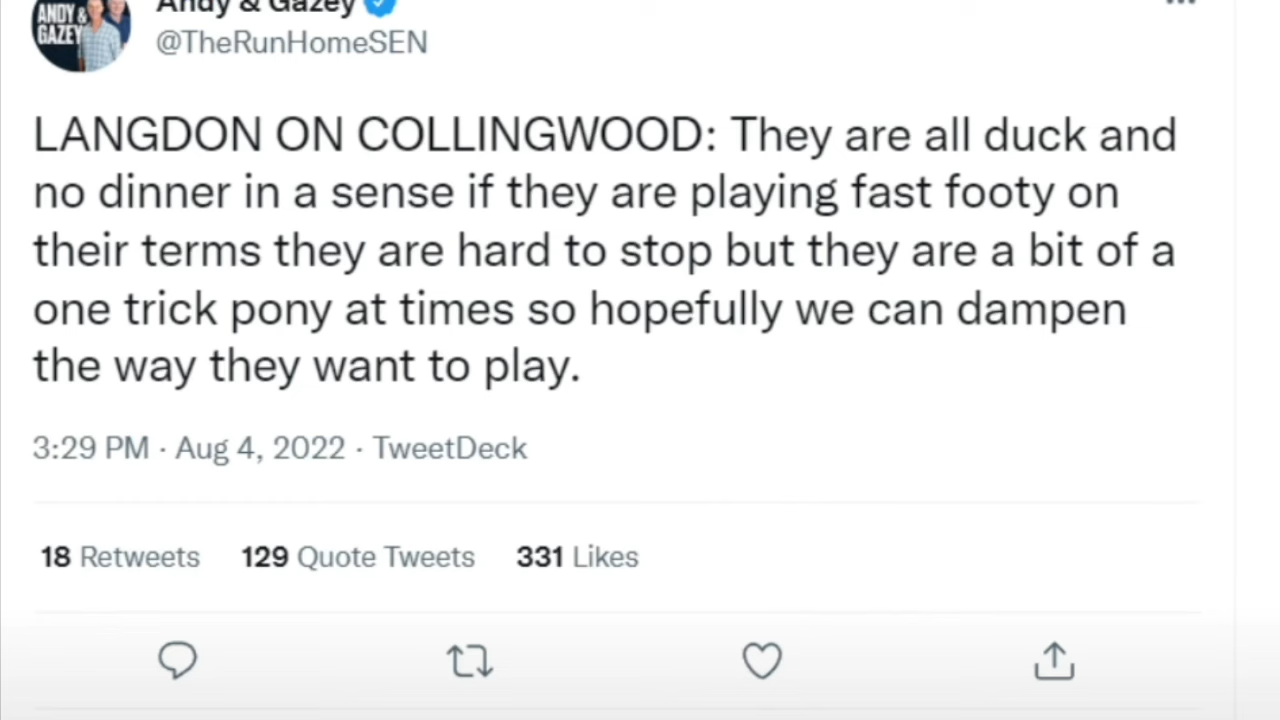 Andy & Gazey
ANDY &
GAZEY
@TheRunHomeSEN
LANGDON ON COLLINGWOOD: They are all duck and
no dinner in a sense if they are playing fast footy on
their terms they are hard to stop but they are a bit of a
one trick pony at times so hopefully we can dampen
the way they want to play.
3:29 PM · Aug 4, 2022 · TweetDeck
18 Retweets 129 Quote Tweets 331 Likes